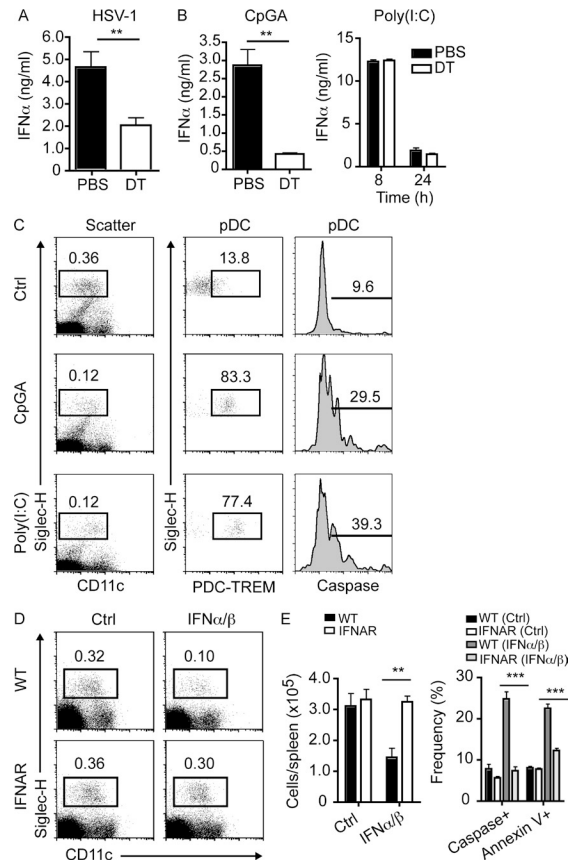 A
HSV-1
IFNα (ng/ml)
6.0
4.0
2.0
0
**
PBS
DT
B
CpGA
IFNα (ng/ml)
3.5
3.0
2.5
2.0
1.5
1.0
0.5
0
**
PBS
DT
Poly(I:C)
IFNα (ng/ml)
15
10
5
0
PBS
DT
8
24
Time (h)
C
Scatter
pDC
pDC
Ctrl
0.36
13.8
9.6
CpGA
0.12
83.3
29.5
Poly(I:C)
0.12
77.4
39.3
Siglec-H
Siglec-H
CD11c
PDC-TREM
Caspase
D
Ctrl
IFNα/β
WT
0.32
0.10
IFNAR
0.36
0.30
Siglec-H
CD11c
E
WT
IFNAR
Cells/spleen (x10⁵)
4.0
3.0
2.0
1.0
0
**
Ctrl
IFNα/β
WT (Ctrl)
IFNAR (Ctrl)
WT (IFNα/β)
IFNAR (IFNα/β)
Frequency (%)
30
20
10
0
***
***
Caspase+
Annexin V+